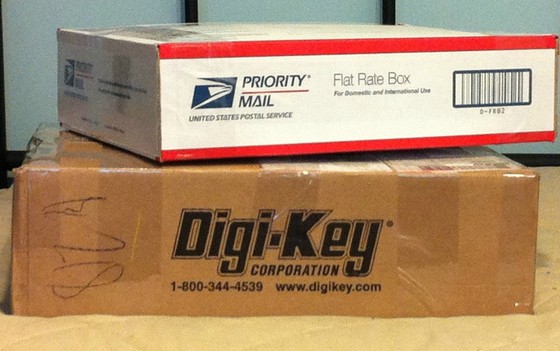 PRIORITY®
MAIL
UNITED STATES POSTAL SERVICE
Flat Rate Box
For Domestic and International Use
O-FRB2
Digi-Key®
CORPORATION
1-800-344-4539 www.digikey.com